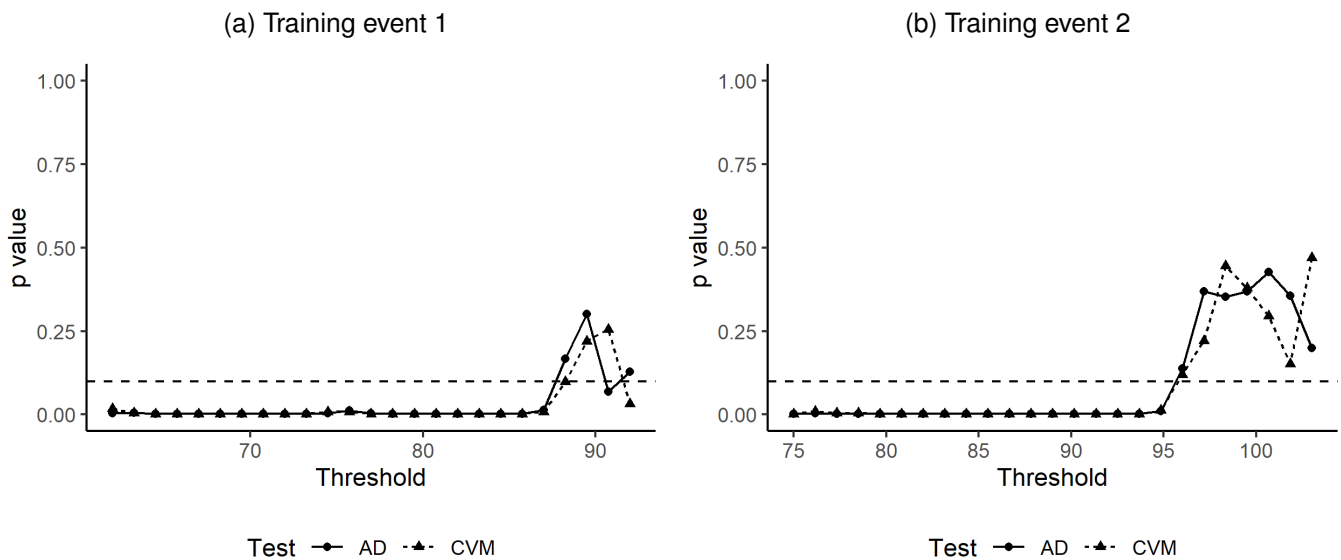 (a) Training event 1
1.00
0.75
0.50
0.25
0.00
p value
70
80
90
Threshold
Test AD CVM
(b) Training event 2
1.00
0.75
0.50
0.25
0.00
p value
75
80
85
90
95
100
Threshold
Test AD CVM